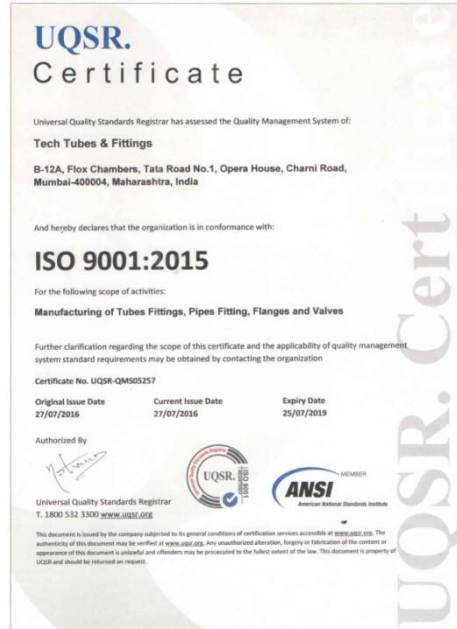 UQSR.
Certificate
Universal Quality Standards Registrar has assessed the Quality Management System of:
Tech Tubes & Fittings
B-12A, Flox Chambers, Tata Road No.1, Opera House, Charni Road,
Mumbai-400004, Maharashtra, India
And hereby declares that the organization is in conformance with:
ISO 9001:2015
For the following scope of activities:
Manufacturing of Tubes Fittings, Pipes Fitting, Flanges and Valves
Further clarification regarding the scope of this certificate and the applicability of quality management
system standard requirements may be obtained by contacting the organization
Certificate No. UQSR-QMS05257
Original Issue Date Current Issue Date Expiry Date
27/07/2016 27/07/2016 25/07/2019
Authorized By
UQSR.
ISO 9001
MEMBER
ANSI
American National Standards Institute
Universal Quality Standards Registrar
T. 1800 532 3300 www.uqsr.org
This document is issued by the company subjected to its general conditions of certification services accessible at www.uqsr.org. The
authenticity of this document may be verified at www.uqsr.org. Any unauthorized alteration, forgery or fabrication of the content or
appearance of this document is unlawful and offenders may be prosecuted to the fullest extent of the law. This document is property of
UQSR and should be returned on request.
UQSR. Certificate